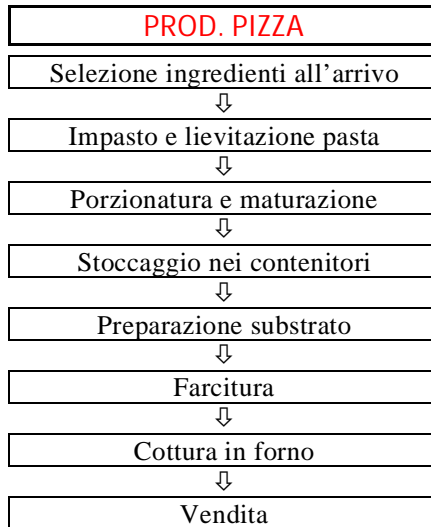 PROD. PIZZA
Selezione ingredienti all'arrivo
Impasto e lievitazione pasta
Porzionatura e maturazione
Stoccaggio nei contenitori
Preparazione substrato
Farcitura
Cottura in forno
Vendita